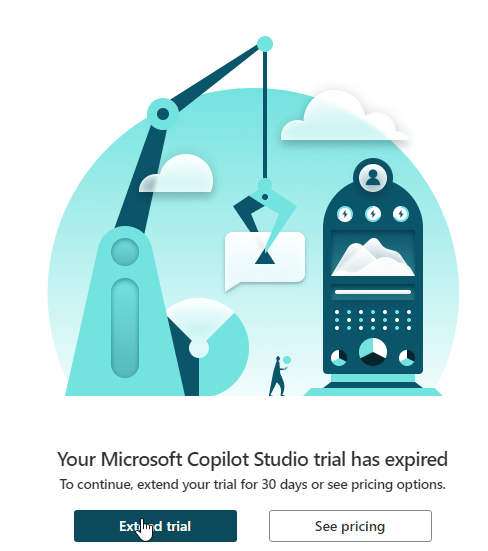 Your Microsoft Copilot Studio trial has expired
To continue, extend your trial for 30 days or see pricing options.
Extend trial
See pricing